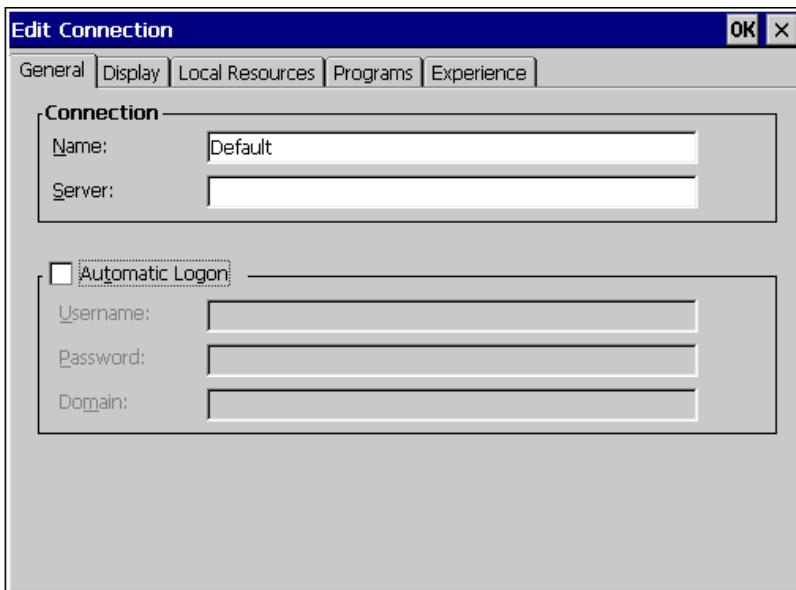 Edit Connection OK ×
General Display Local Resources Programs Experience
Connection
Name: Default
Server:
Automatic Logon
Username:
Password:
Domain: